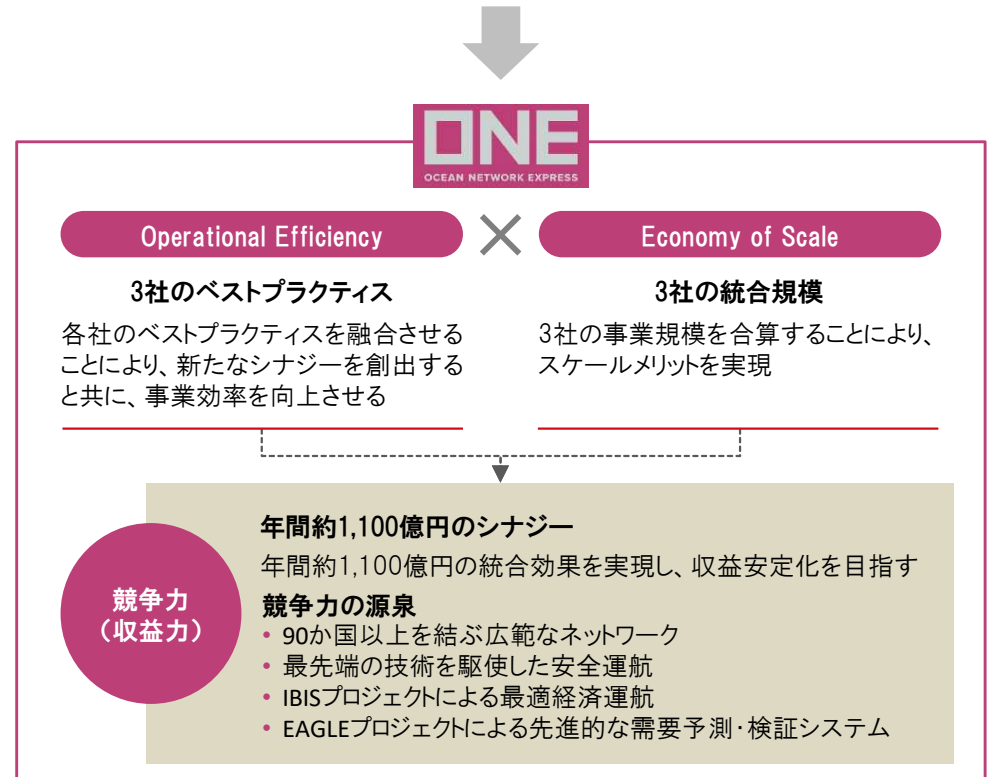 ONE
OCEAN NETWORK EXPRESS
Operational Efficiency
Economy of Scale
3社のベストプラクティス
各社のベストプラクティスを融合させる
ことにより、新たなシナジーを創出する
と共に、事業効率を向上させる
3社の統合規模
3社の事業規模を合算することにより、
スケールメリットを実現
競争力
（収益力）
年間約1,100億円のシナジー
年間約1,100億円の統合効果を実現し、収益安定化を目指す
競争力の源泉
• 90か国以上を結ぶ広範なネットワーク
• 最先端の技術を駆使した安全運航
• IBISプロジェクトによる最適経済運航
• EAGLEプロジェクトによる先進的な需要予測・検証システム